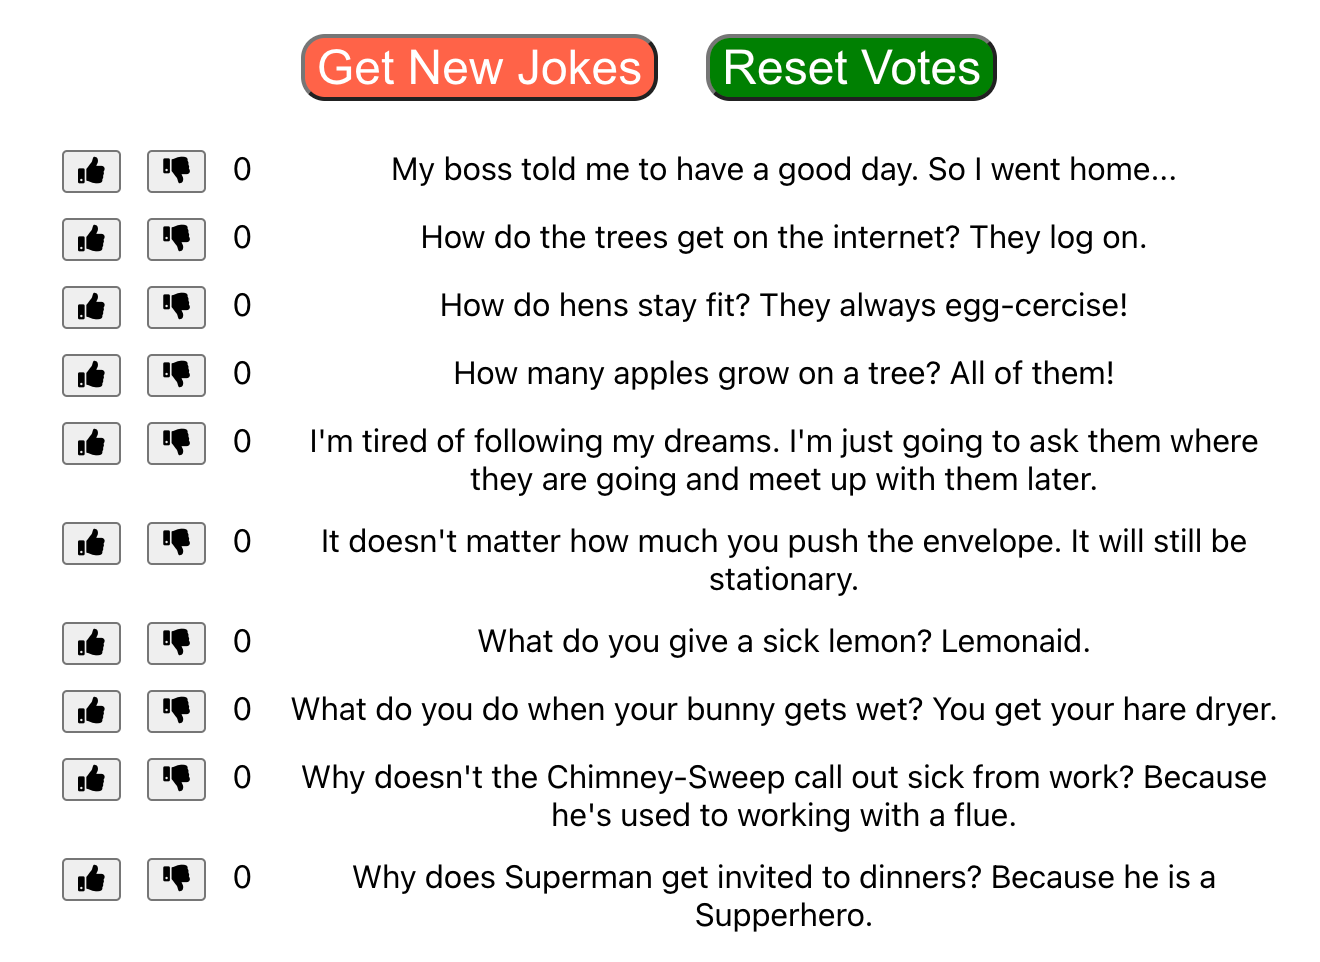 Get New Jokes Reset Votes
0 My boss told me to have a good day. So I went home...
0 How do the trees get on the internet? They log on.
0 How do hens stay fit? They always egg-cercise!
0 How many apples grow on a tree? All of them!
0 I'm tired of following my dreams. I'm just going to ask them where
they are going and meet up with them later.
0 It doesn't matter how much you push the envelope. It will still be
stationary.
0 What do you give a sick lemon? Lemonaid.
0 What do you do when your bunny gets wet? You get your hare dryer.
0 Why doesn't the Chimney-Sweep call out sick from work? Because
he's used to working with a flue.
0 Why does Superman get invited to dinners? Because he is a
Supperhero.